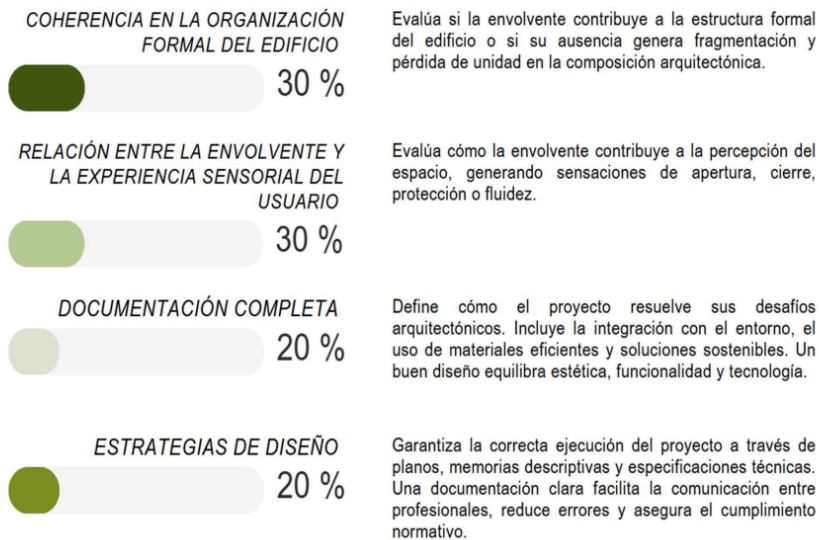 COHERENCIA EN LA ORGANIZACIÓN
FORMAL DEL EDIFICIO
30 %
Evalúa si la envolvente contribuye a la estructura formal
del edificio o si su ausencia genera fragmentación y
pérdida de unidad en la composición arquitectónica.
RELACIÓN ENTRE LA ENVOLVENTE Y
LA EXPERIENCIA SENSORIAL DEL
USUARIO
30 %
Evalúa cómo la envolvente contribuye a la percepción del
espacio, generando sensaciones de apertura, cierre,
protección o fluidez.
DOCUMENTACIÓN COMPLETA
20 %
Define cómo el proyecto resuelve sus desafíos
arquitectónicos. Incluye la integración con el entorno, el
uso de materiales eficientes y soluciones sostenibles. Un
buen diseño equilibra estética, funcionalidad y tecnología.
ESTRATEGIAS DE DISEÑO
20 %
Garantiza la correcta ejecución del proyecto a través de
planos, memorias descriptivas y especificaciones técnicas.
Una documentación clara facilita la comunicación entre
profesionales, reduce errores y asegura el cumplimiento
normativo.